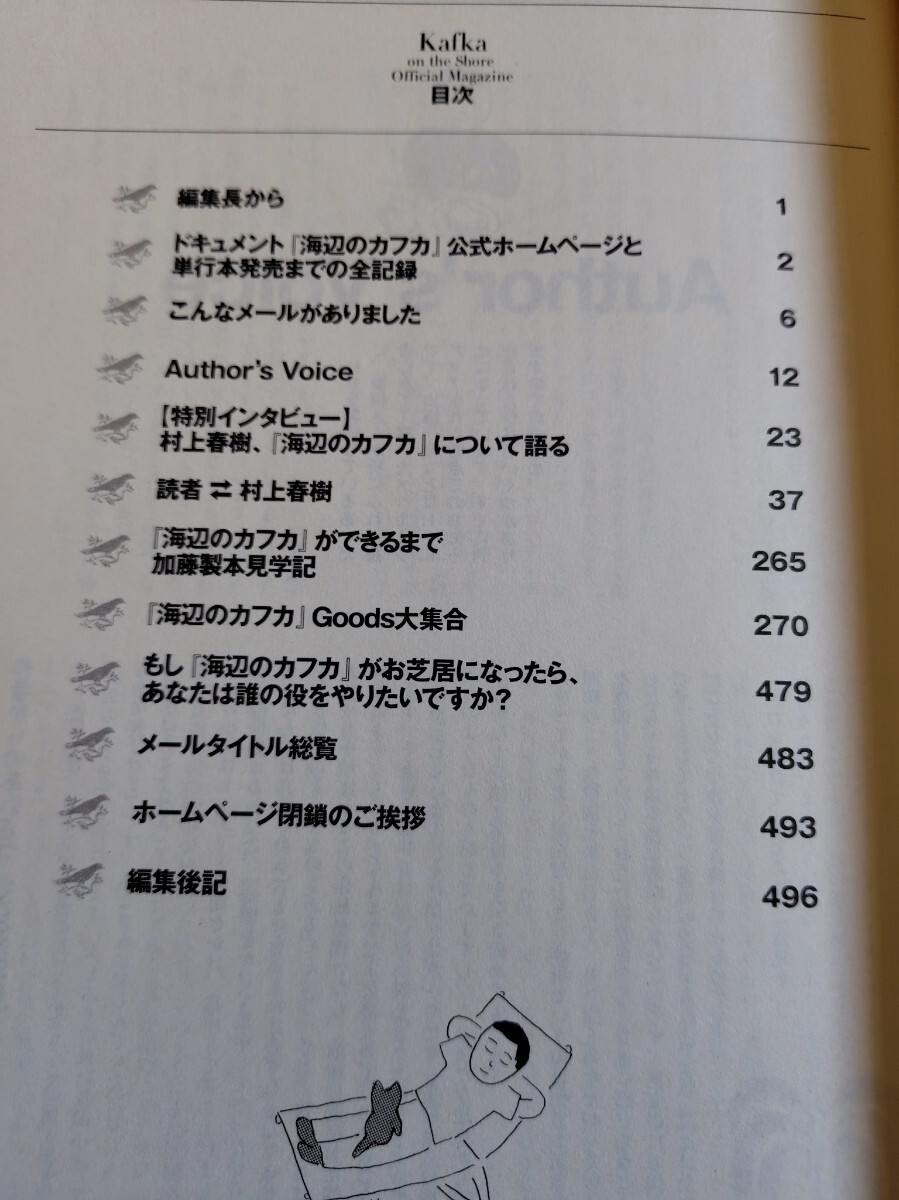 Kafka
on the Shore
Official Magazine
目次
編集長から 1
ドキュメント『海辺のカフカ』公式ホームページと
単行本発売までの全記録 2
こんなメールがありました 6
Author's Voice 12
【特別インタビュー】
村上春樹、『海辺のカフカ』について語る 23
読者 ⇄ 村上春樹 37
『海辺のカフカ』ができるまで
加藤製本見学記 265
『海辺のカフカ』Goods大集合 270
もし『海辺のカフカ』がお芝居になったら、
あなたは誰の役をやりたいですか? 479
メールタイトル総覧 483
ホームページ閉鎖のご挨拶 493
編集後記 496